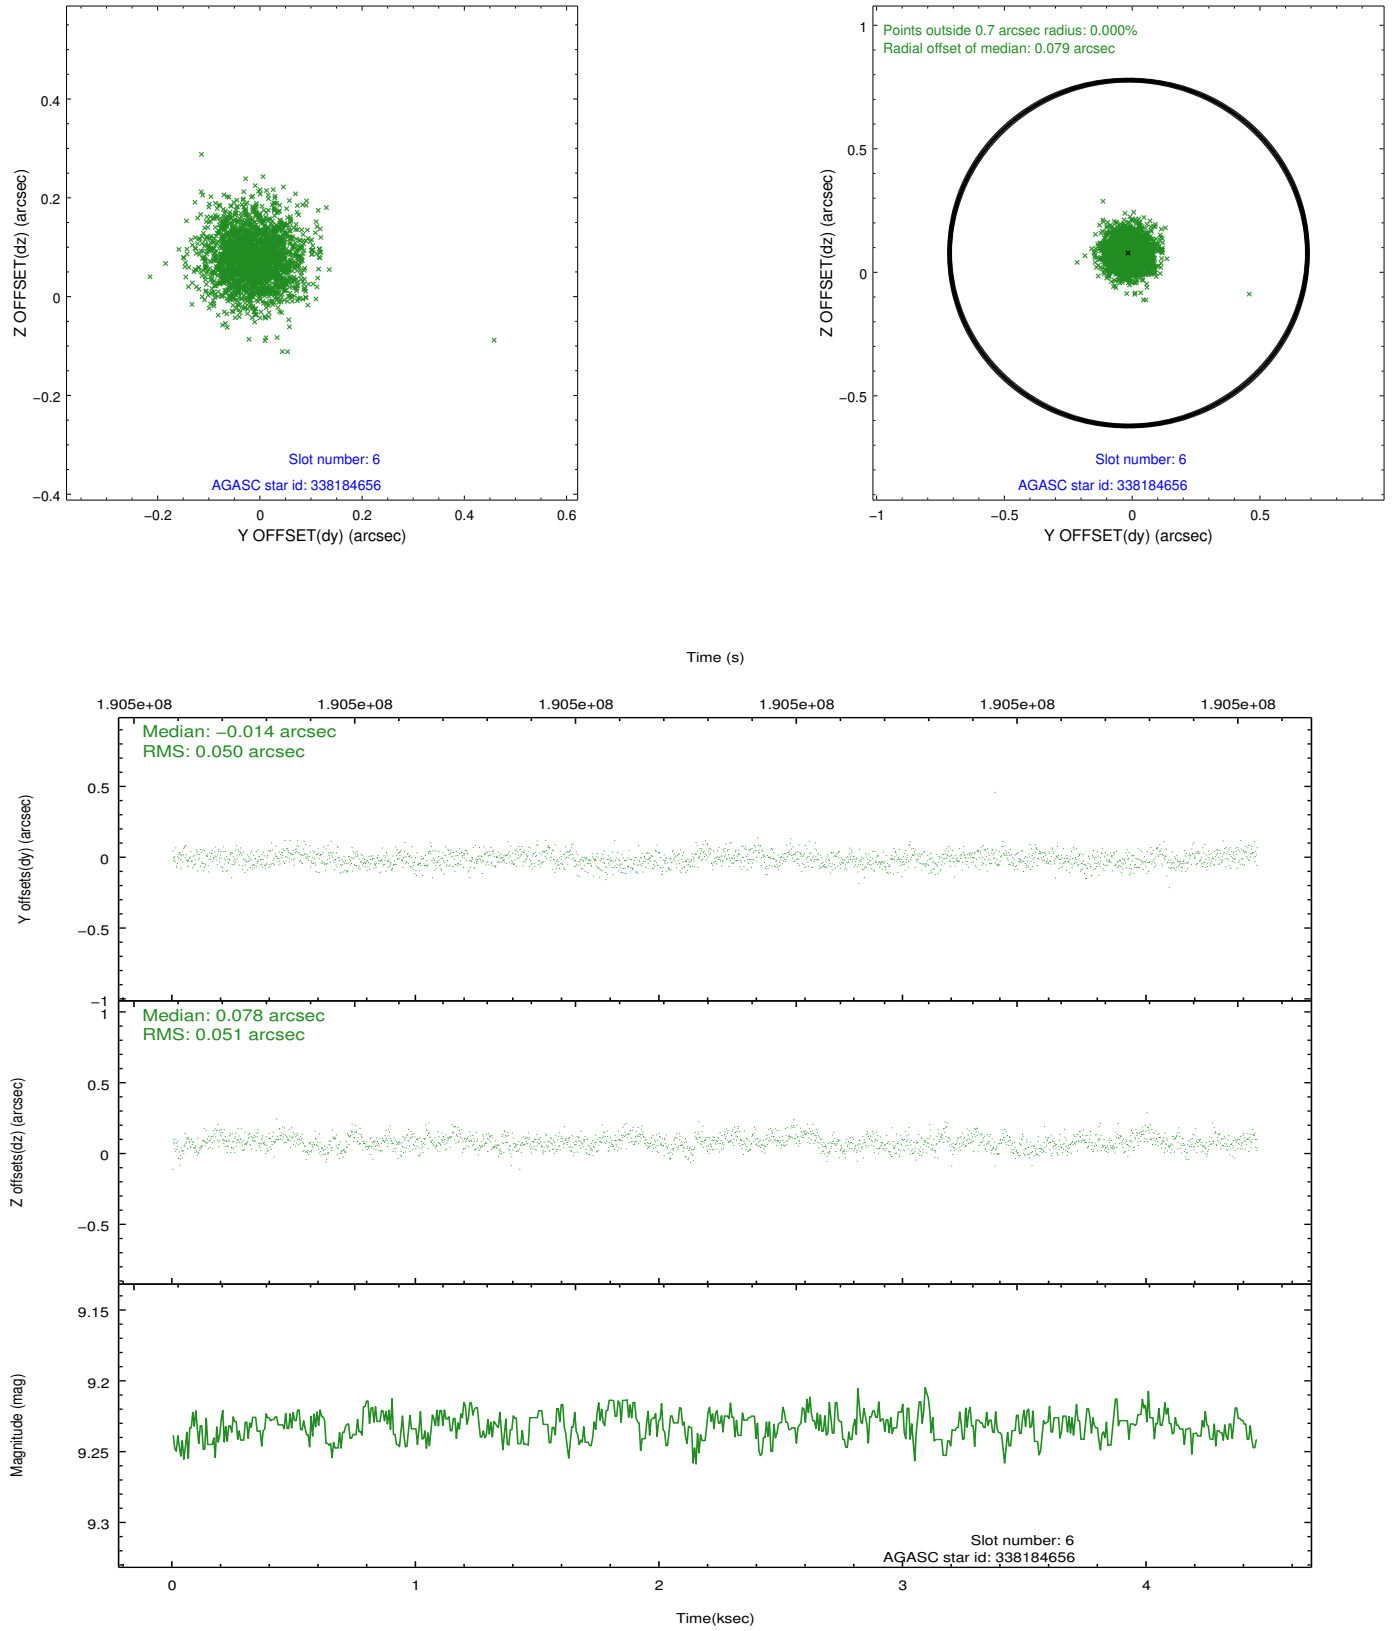 0.4
0.2
0
−0.2
−0.4
Z OFFSET(dz) (arcsec)
Slot number: 6
AGASC star id: 338184656
−0.2
0
0.2
0.4
0.6
Y OFFSET(dy) (arcsec)
Points outside 0.7 arcsec radius: 0.000%
Radial offset of median: 0.079 arcsec
1
0.5
0
−0.5
Z OFFSET(dz) (arcsec)
Slot number: 6
AGASC star id: 338184656
−1
−0.5
0
0.5
Y OFFSET(dy) (arcsec)
Time (s)
1.905e+08
1.905e+08
1.905e+08
1.905e+08
1.905e+08
1.905e+08
Median: −0.014 arcsec
RMS: 0.050 arcsec
0.5
0
−0.5
−1
Y offsets(dy) (arcsec)
Median: 0.078 arcsec
RMS: 0.051 arcsec
1
0.5
0
−0.5
Z offsets(dz) (arcsec)
9.15
9.2
9.25
9.3
Magnitude (mag)
Slot number: 6
AGASC star id: 338184656
0
1
2
3
4
Time(ksec)